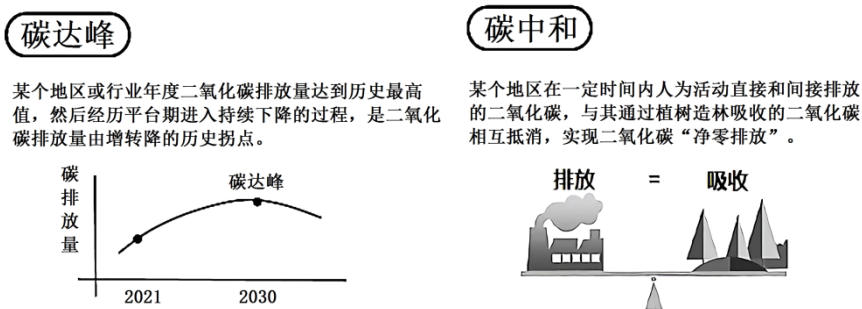 碳达峰
某个地区或行业年度二氧化碳排放量达到历史最高
值，然后经历平台期进入持续下降的过程，是二氧化
碳排放量由增转降的历史拐点。
碳排放量
碳达峰
2021 2030
碳中和
某个地区在一定时间内人为活动直接和间接排放
的二氧化碳，与其通过植树造林吸收的二氧化碳
相互抵消，实现二氧化碳“净零排放”。
排放 = 吸收